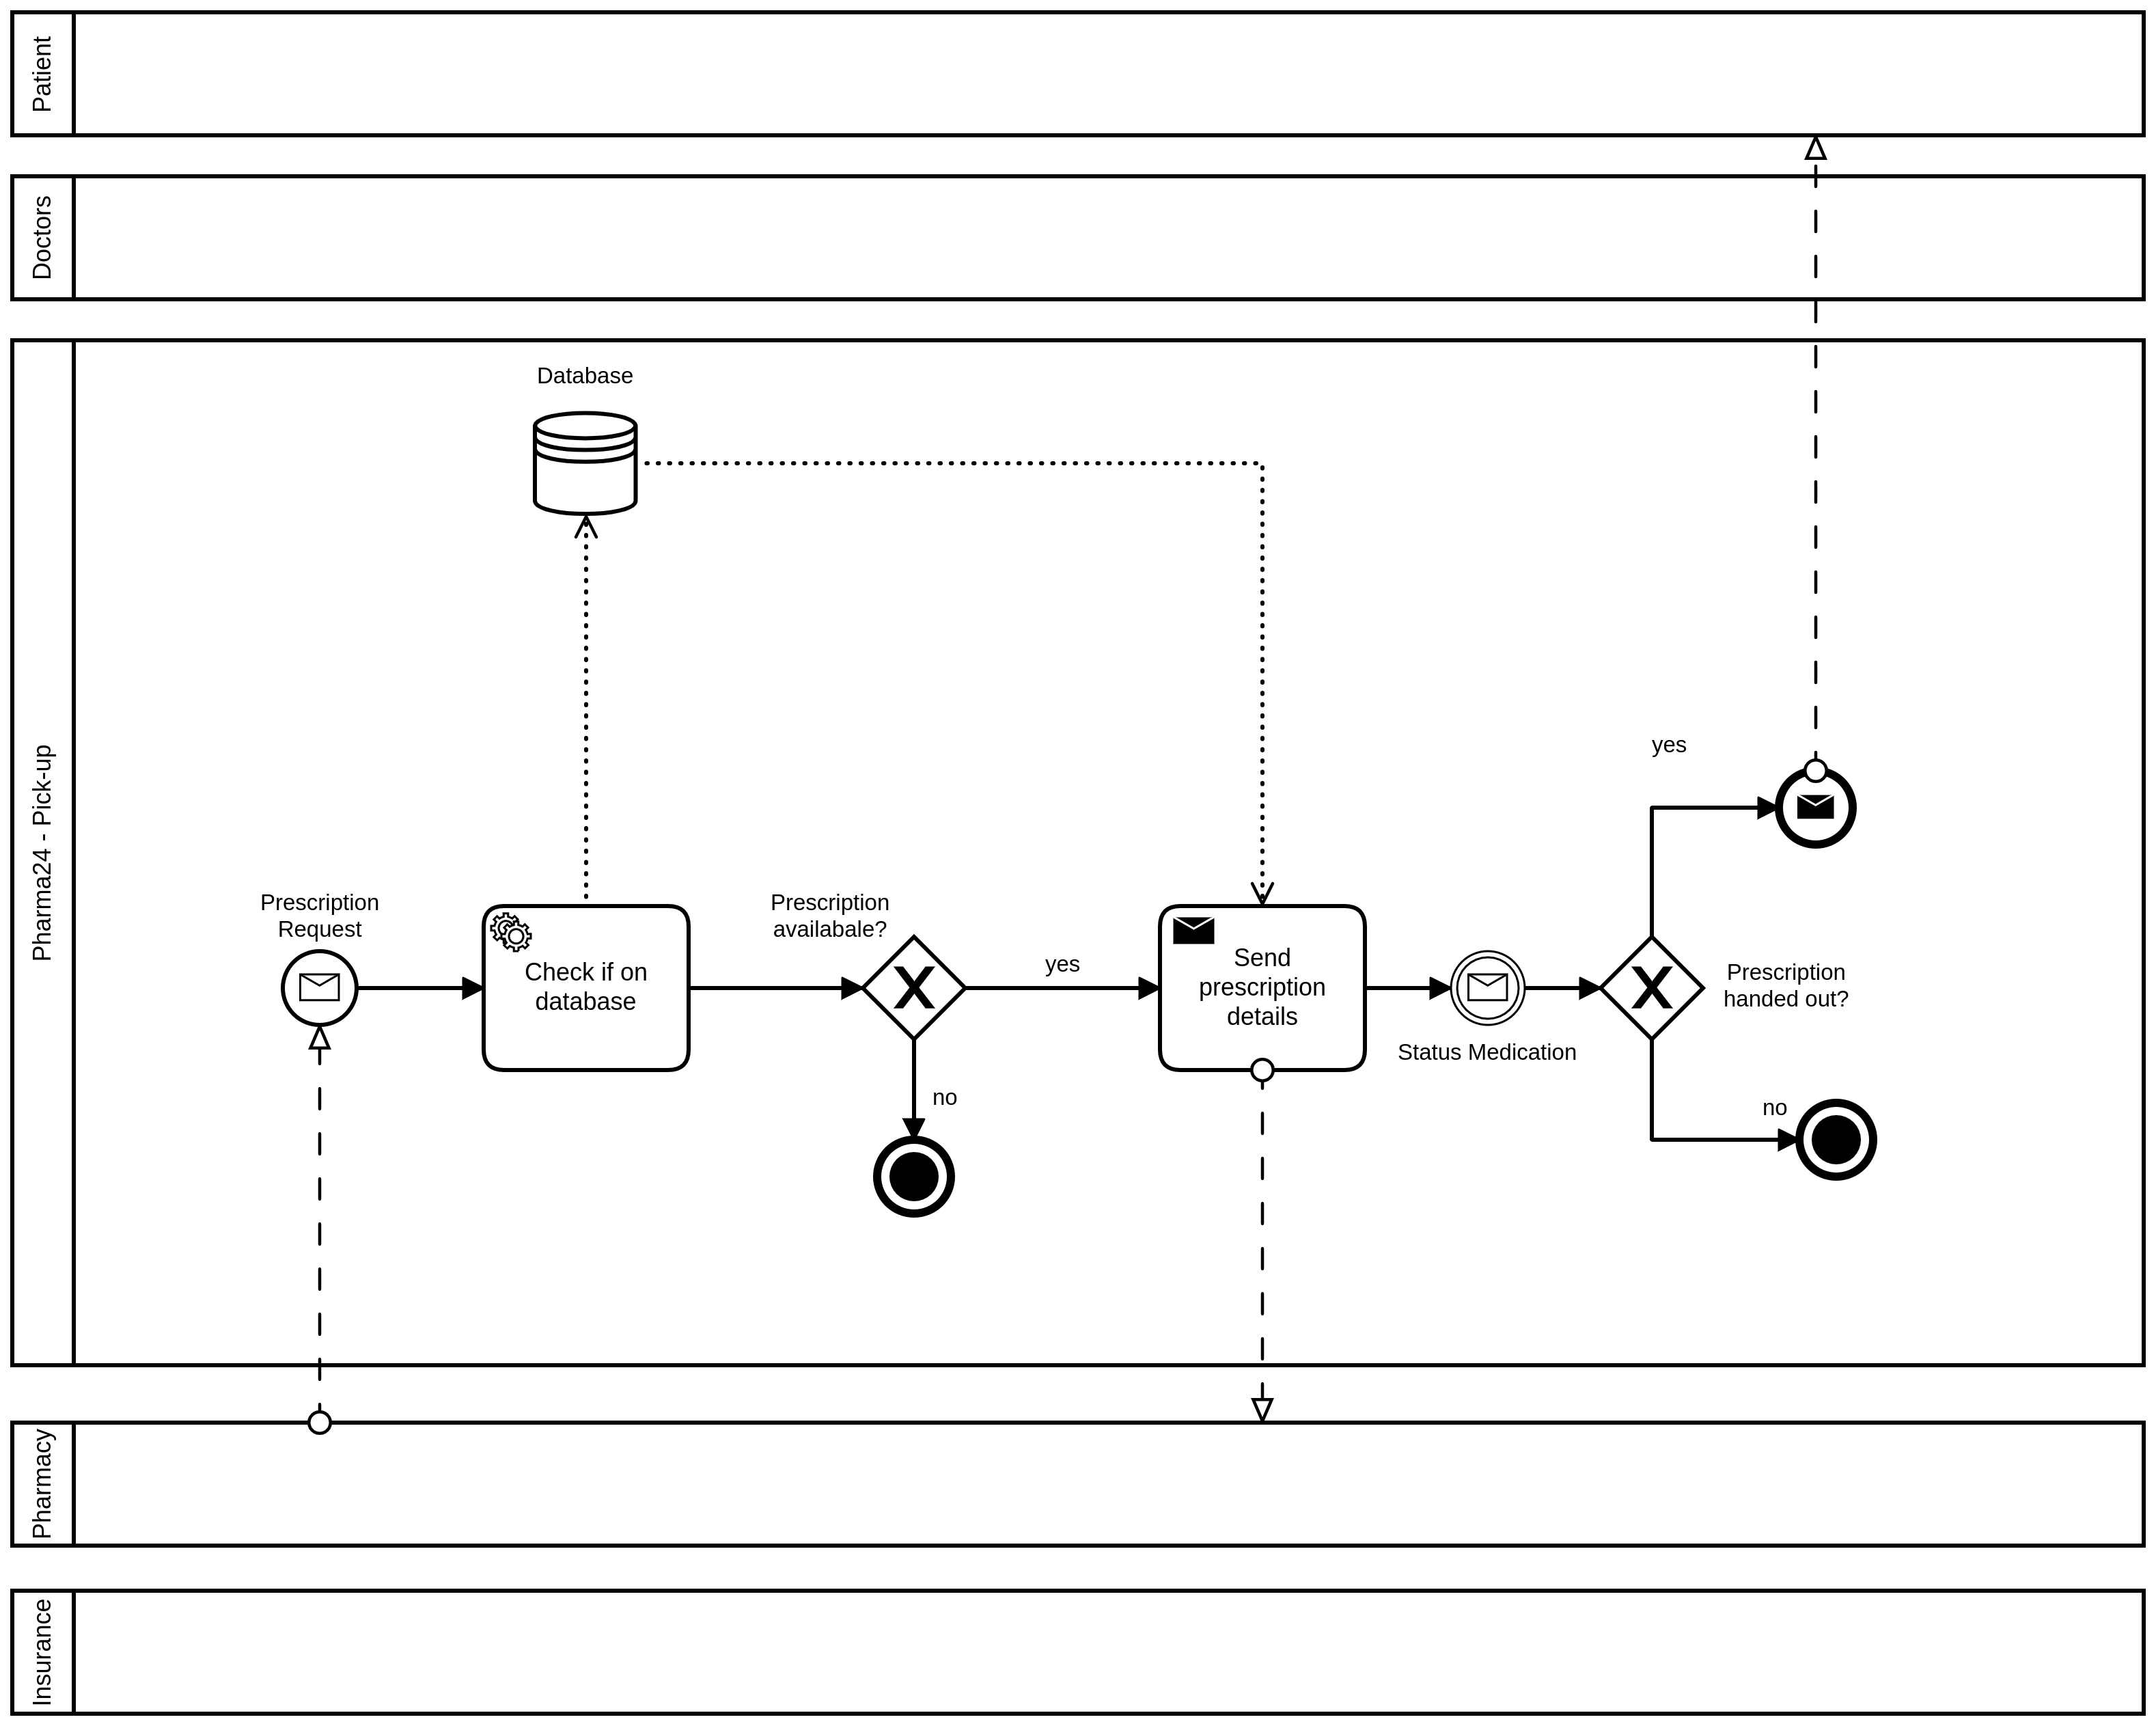 Patient
Doctors
Pharma24 - Pick-up
Database
Prescription
Request
Check if on
database
Prescription
availabale?
yes
no
Send
prescription
details
Status Medication
yes
Prescription
handed out?
no
Pharmacy
Insurance